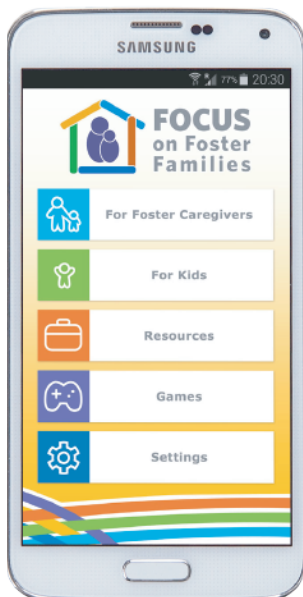 SAMSUNG
77% 20:30
FOCUS
on Foster
Families
For Foster Caregivers
For Kids
Resources
Games
Settings